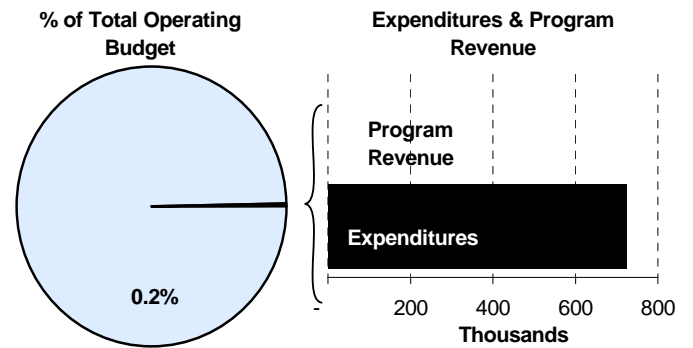 % of Total Operating
Budget
0.2%
Expenditures & Program
Revenue
Program
Revenue
Expenditures
- 200 400 600 800
Thousands